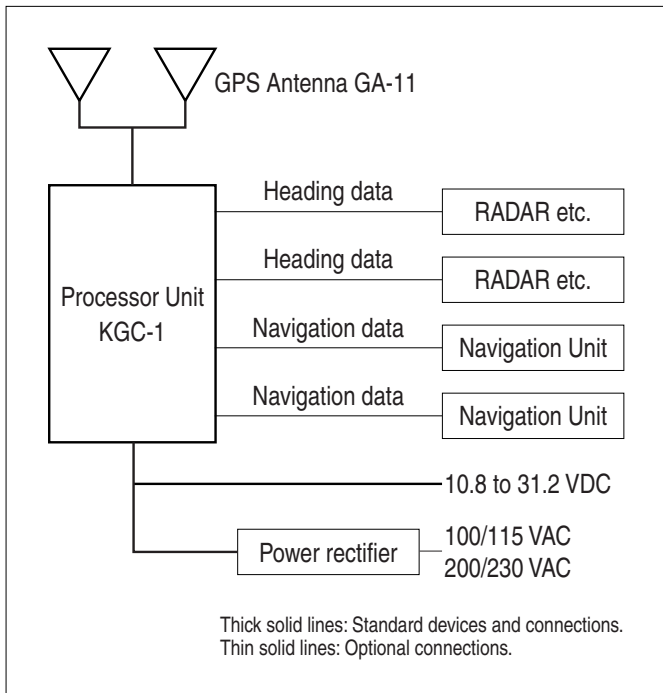 GPS Antenna GA-11
Heading data
RADAR etc.
Heading data
RADAR etc.
Processor Unit
KGC-1
Navigation data
Navigation Unit
Navigation data
Navigation Unit
10.8 to 31.2 VDC
Power rectifier
100/115 VAC
200/230 VAC
Thick solid lines: Standard devices and connections.
Thin solid lines: Optional connections.